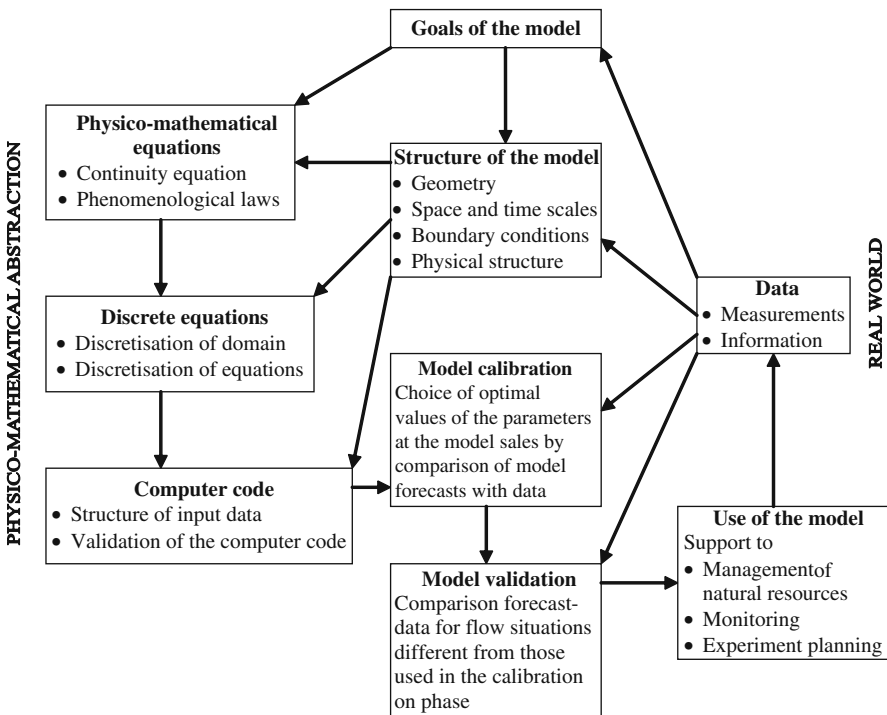 Goals of the model
PHYSICO-MATHEMATICAL ABSTRACTION
Physico-mathematical
equations
• Continuity equation
• Phenomenological laws
Structure of the model
• Geometry
• Space and time scales
• Boundary conditions
• Physical structure
Discrete equations
• Discretisation of domain
• Discretisation of equations
Data
• Measurements
• Information
REAL WORLD
Model calibration
Choice of optimal
values of the parameters
at the model sales by
comparison of model
forecasts with data
Computer code
• Structure of input data
• Validation of the computer code
Model validation
Comparison forecast-
data for flow situations
different from those
used in the calibration
on phase
Use of the model
Support to
• Managementof
natural resources
• Monitoring
• Experiment planning